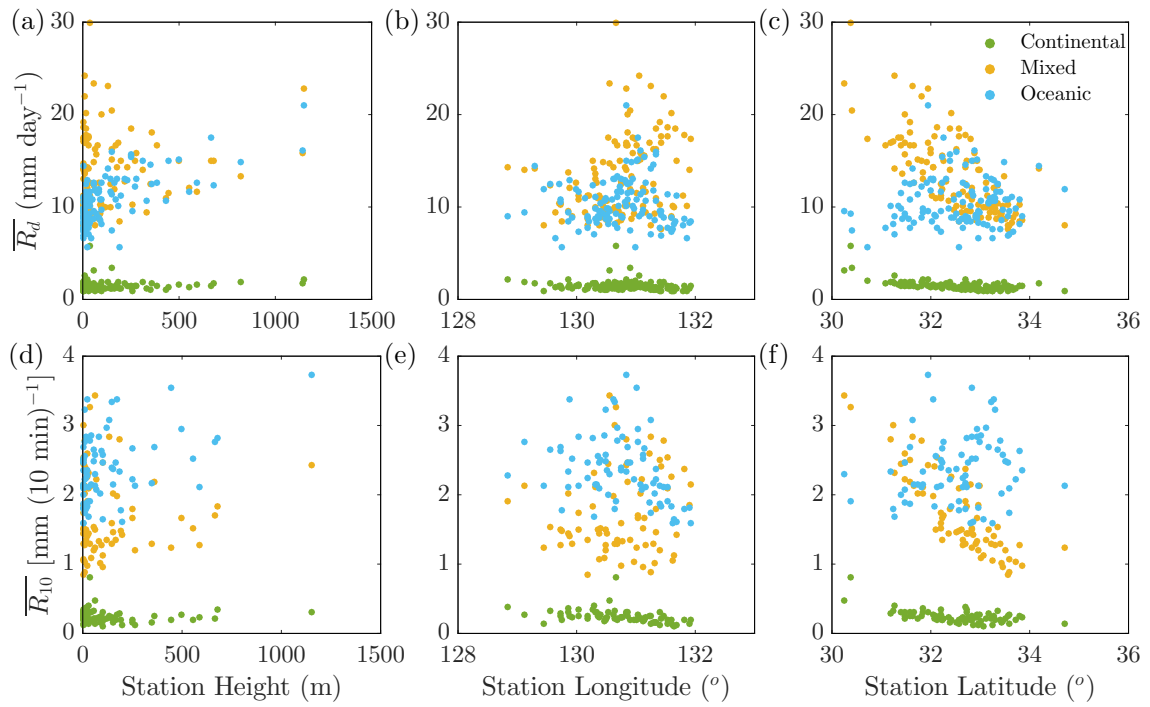 (a)
(b)
(c)
30
20
10
0
R_d (mm day⁻¹)
0 500 1000 1500
128 130 132
30 32 34 36
Continental
Mixed
Oceanic
(d)
(e)
(f)
4
3
2
1
0
R_10 [mm (10 min)⁻¹]
0 500 1000 1500
128 130 132
30 32 34 36
Station Height (m)
Station Longitude (°)
Station Latitude (°)
30
20
10
0
30
20
10
0
4
3
2
1
0
4
3
2
1
0